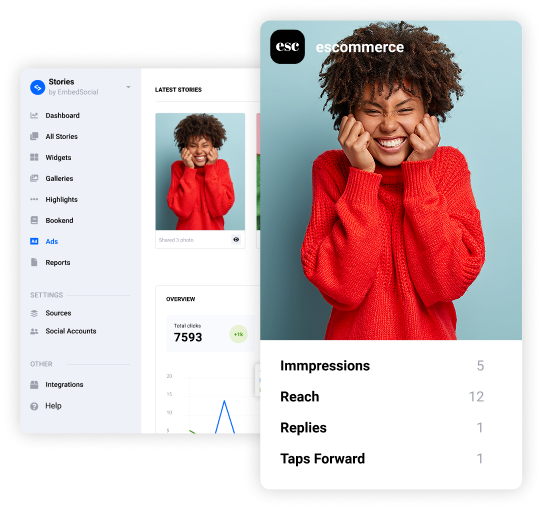 Stories
by EmbedSocial
Dashboard
All Stories
Widgets
Galleries
Highlights
Bookend
Ads
Reports
SETTINGS
Sources
Social Accounts
OTHER
Integrations
Help
LATEST STORIES
Shared 3 photo
OVERVIEW
Total clicks
7593
+1k
20
15
10
5
esc escommerce
Immpressions 5
Reach 12
Replies 1
Taps Forward 1